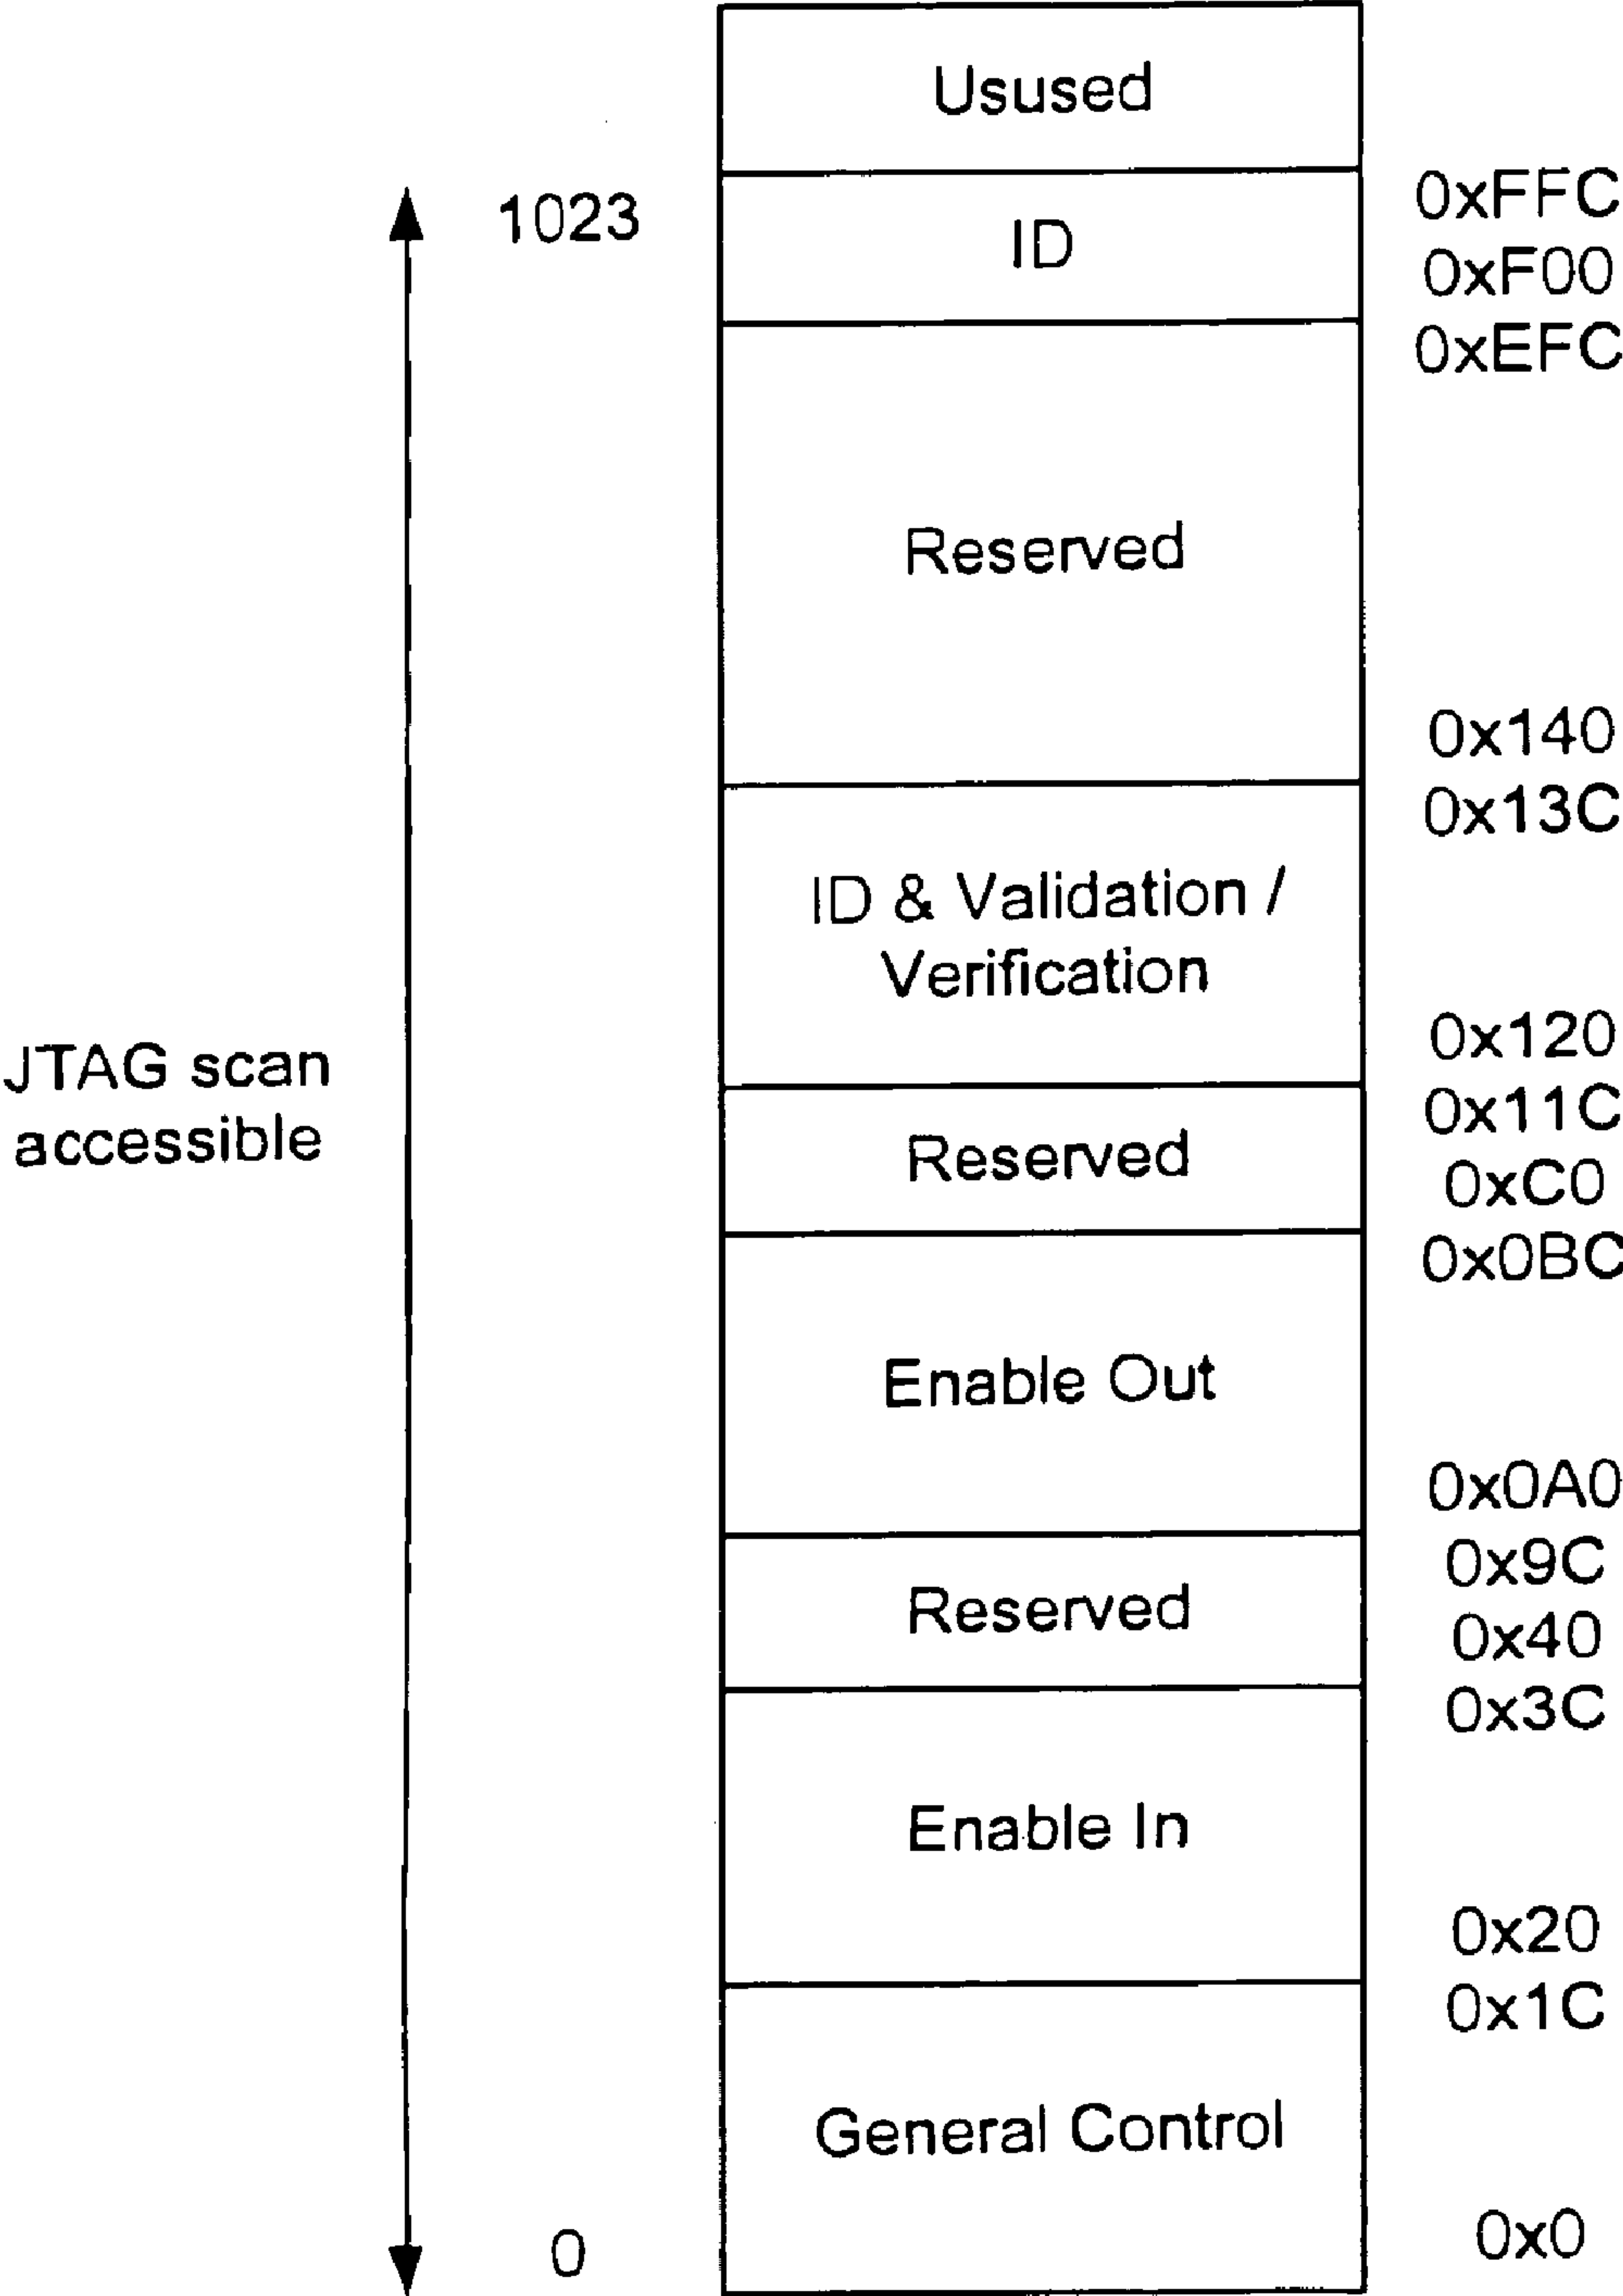 Usused
1023
ID
0xFFC
0xF00
0xEFC
Reserved
0x140
0x13C
ID & Validation /
Verification
0x120
JTAG scan
accessible
0x11C
Reserved
0xC0
0x0BC
Enable Out
0x0A0
0x9C
Reserved
0x40
0x3C
Enable In
0x20
0x1C
General Control
0
0x0